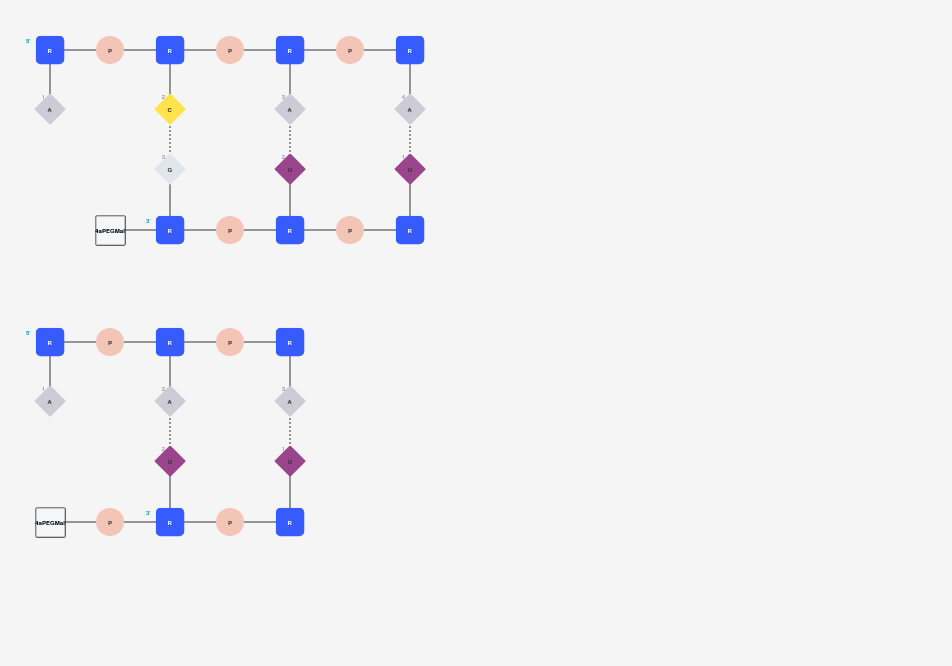 5'
R P R P R P R
1 2 3 4
A C A A
3 2 1
G U U
3'
4aPEGMal R P R P R
5'
R P R P R
1 2 3
A A A
2 1
U U
3'
4aPEGMal P R P R